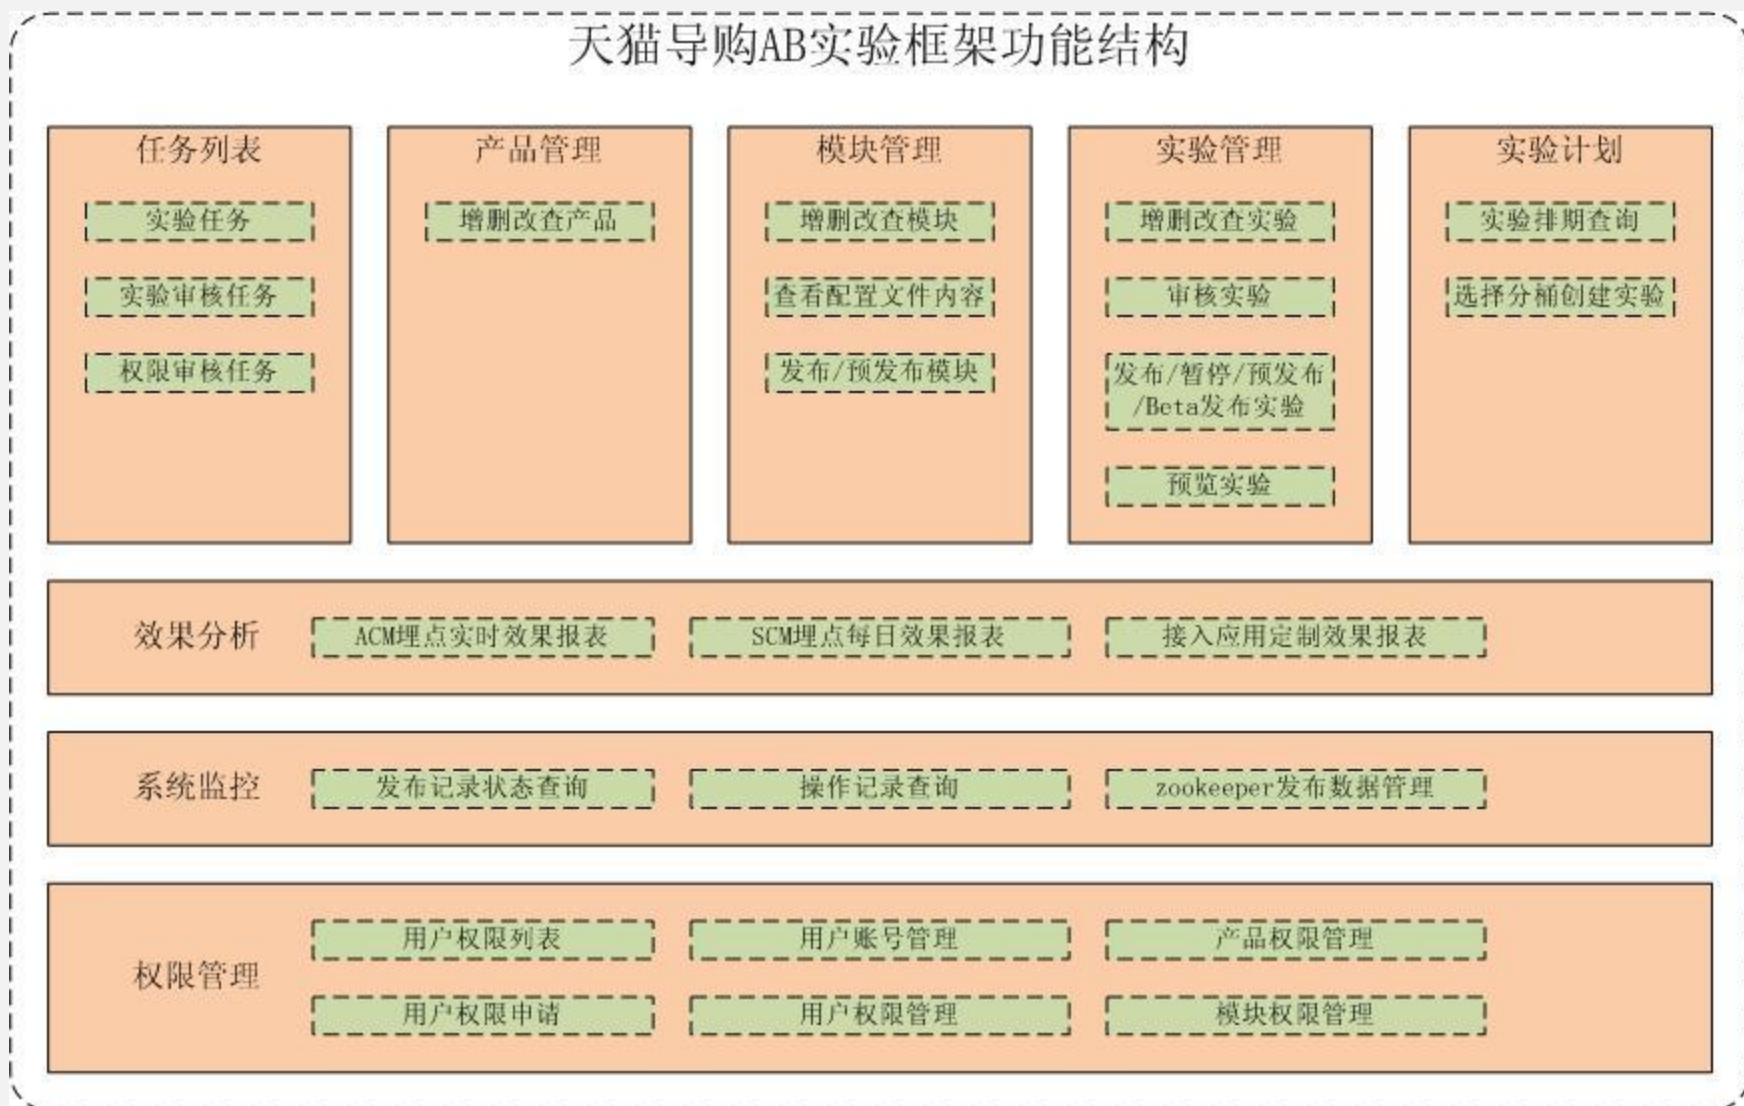 天猫导购AB实验框架功能结构
任务列表
实验任务
实验审核任务
权限审核任务
产品管理
增删改查产品
模块管理
增删改查模块
查看配置文件内容
发布/预发布模块
实验管理
增删改查实验
审核实验
发布/暂停/预发布
/Beta发布实验
预览实验
实验计划
实验排期查询
选择分桶创建实验
效果分析
ACM埋点实时效果报表
SCM埋点每日效果报表
接入应用定制效果报表
系统监控
发布记录状态查询
操作记录查询
zookeeper发布数据管理
权限管理
用户权限列表
用户账号管理
产品权限管理
用户权限申请
用户权限管理
模块权限管理